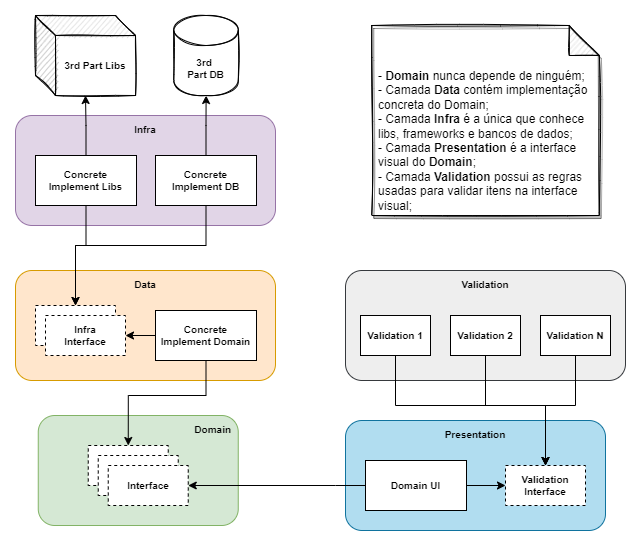 3rd Part Libs
3rd
Part DB
- Domain nunca depende de ninguém;
- Camada Data contém implementação
concreta do Domain;
- Camada Infra é a única que conhece
libs, frameworks e bancos de dados;
- Camada Presentation é a interface
visual do Domain;
- Camada Validation possui as regras
usadas para validar itens na interface
visual;
Infra
Concrete
Implement Libs
Concrete
Implement DB
Data
Infra
Interface
Concrete
Implement Domain
Validation
Validation 1
Validation 2
Validation N
Domain
Interface
Presentation
Domain UI
Validation
Interface